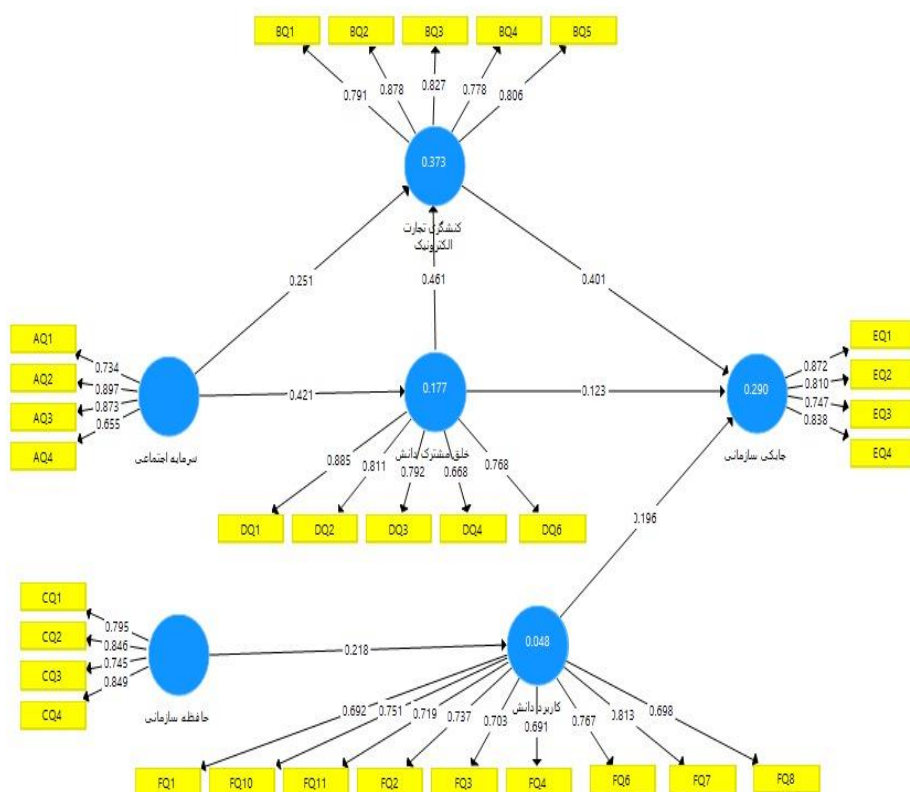 BQ1 BQ2 BQ3 BQ4 BQ5
0.791 0.878 0.827 0.778 0.806
0.373
کنشگری تجارت
الکترونیک
0.251 0.461 0.401
AQ1
AQ2
AQ3
AQ4
0.734
0.897
0.873
0.655
سرمایه اجتماعی
0.421
0.177
خلق مشترک دانش
0.123
0.290
چابکی سازمانی
EQ1
EQ2
EQ3
EQ4
0.872
0.810
0.747
0.838
0.885 0.811 0.792 0.668 0.768
DQ1 DQ2 DQ3 DQ4 DQ6
0.196
CQ1
CQ2
CQ3
CQ4
0.795
0.846
0.745
0.849
حافظه سازمانی
0.218
0.048
کاربرد دانش
0.692 0.751 0.719 0.737 0.703 0.691 0.767 0.813 0.698
FQ1 FQ10 FQ11 FQ2 FQ3 FQ4 FQ6 FQ7 FQ8